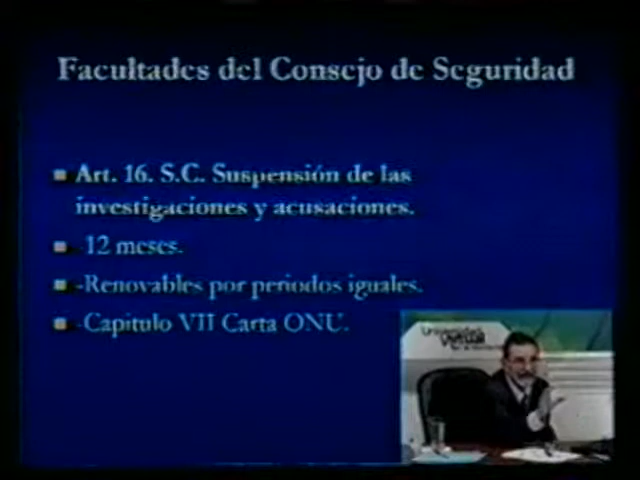 Facultades del Consejo de Seguridad
Art. 16. S.C. Suspensión de las
investigaciones y acusaciones.
-12 meses.
-Renovables por periodos iguales.
-Capitulo VII Carta ONU.